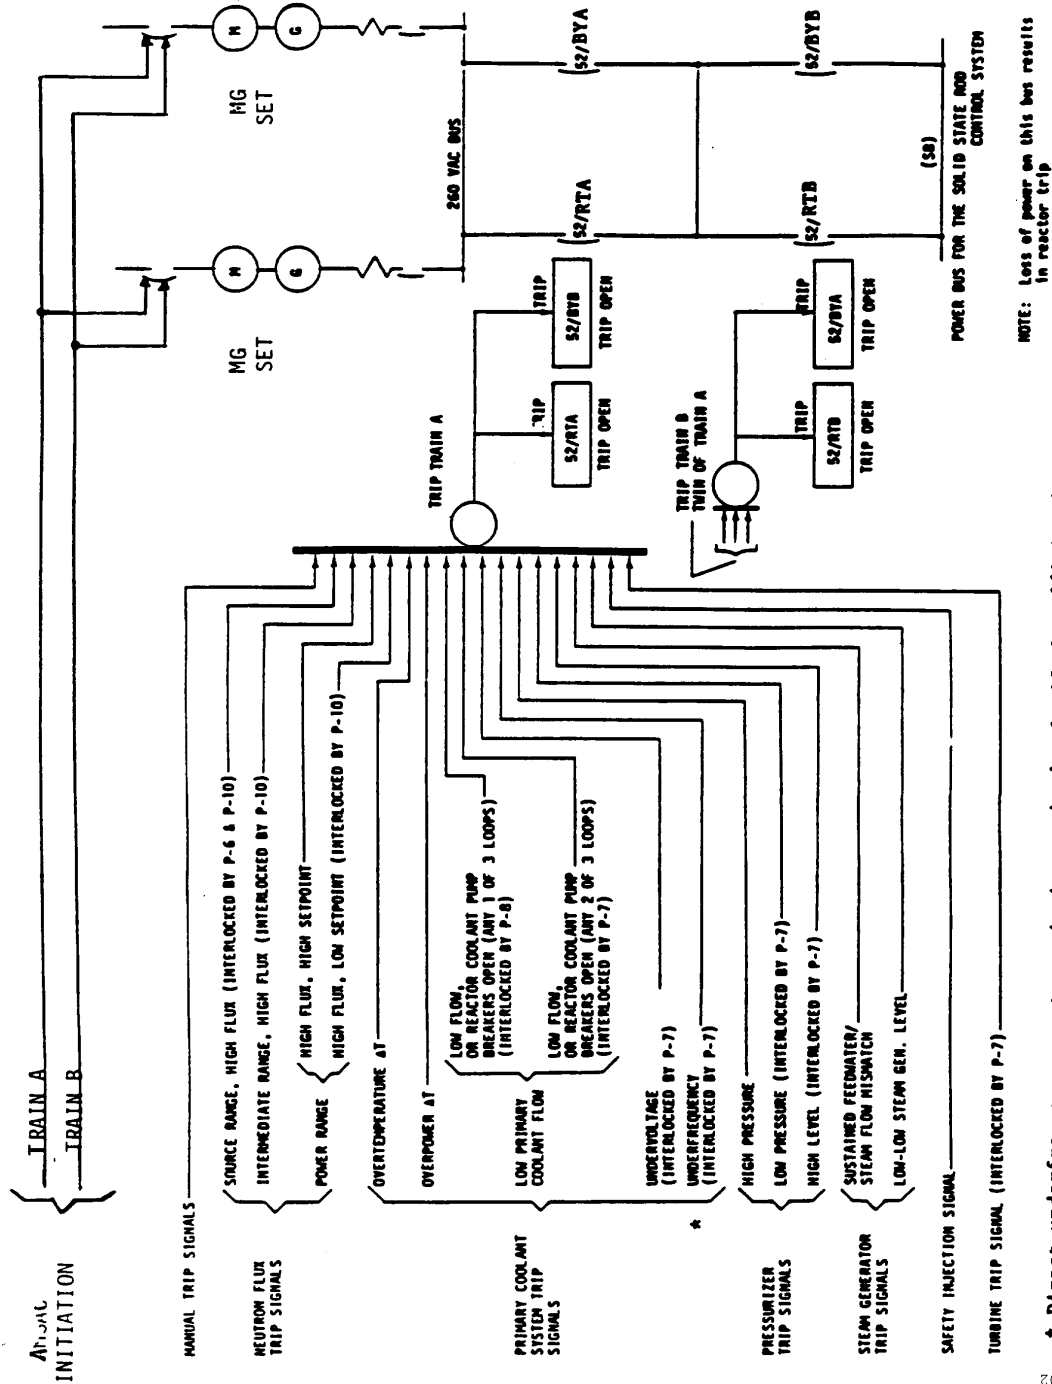 INITIATION
TRAIN A
TRAIN B
MG
SET
MG
SET
M
G
M
G
260 VAC BUS
52/RTA
52/BYA
52/RTB
52/BYB
(SB)
POWER BUS FOR THE SOLID STATE ROD
CONTROL SYSTEM
NOTE: Loss of power on this bus results
in reactor trip
TRIP TRAIN A
TRIP
52/RTA
TRIP OPEN
TRIP
52/BYB
TRIP OPEN
TRIP TRAIN B
TWIN OF TRAIN A
TRIP
52/RTB
TRIP OPEN
TRIP
52/BYA
TRIP OPEN
MANUAL TRIP SIGNALS
NEUTRON FLUX
TRIP SIGNALS
SOURCE RANGE, HIGH FLUX (INTERLOCKED BY P-6 & P-10)
INTERMEDIATE RANGE, HIGH FLUX (INTERLOCKED BY P-10)
POWER RANGE
HIGH FLUX, HIGH SETPOINT
HIGH FLUX, LOW SETPOINT (INTERLOCKED BY P-10)
PRIMARY COOLANT
SYSTEM TRIP
SIGNALS
OVERTEMPERATURE ΔT
OVERPOWER ΔT
LOW PRIMARY
COOLANT FLOW
LOW FLOW,
OR REACTOR COOLANT PUMP
BREAKERS OPEN (ANY 1 OF 3 LOOPS)
(INTERLOCKED BY P-8)
LOW FLOW,
OR REACTOR COOLANT PUMP
BREAKERS OPEN (ANY 2 OF 3 LOOPS)
(INTERLOCKED BY P-7)
UNDERVOLTAGE
(INTERLOCKED BY P-7)
*
UNDERFREQUENCY
(INTERLOCKED BY P-7)
PRESSURIZER
TRIP SIGNALS
HIGH PRESSURE
LOW PRESSURE (INTERLOCKED BY P-7)
HIGH LEVEL (INTERLOCKED BY P-7)
STEAM GENERATOR
TRIP SIGNALS
SUSTAINED FEEDWATER/
STEAM FLOW MISMATCH
LOW-LOW STEAM GEN. LEVEL
SAFETY INJECTION SIGNAL
TURBINE TRIP SIGNAL (INTERLOCKED BY P-7)